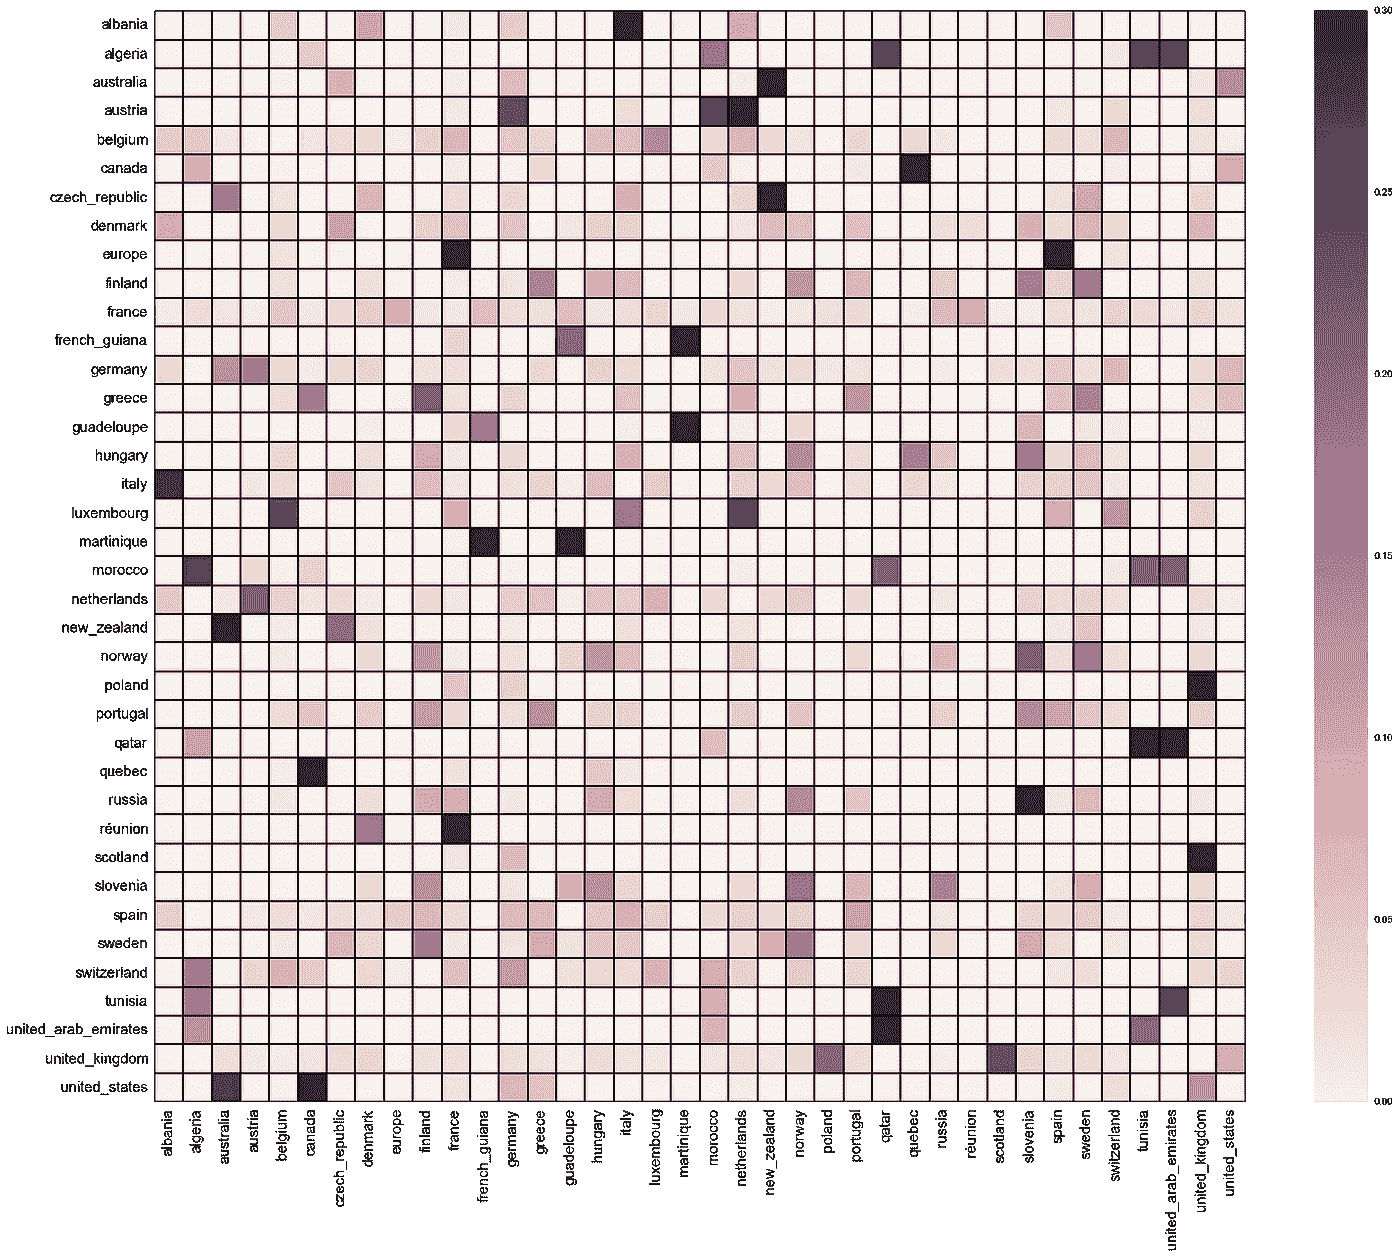 albania
algeria
australia
austria
belgium
canada
czech_republic
denmark
europe
finland
france
french_guiana
germany
greece
guadeloupe
hungary
italy
luxembourg
martinique
morocco
netherlands
new_zealand
norway
poland
portugal
qatar
quebec
russia
réunion
scotland
slovenia
spain
sweden
switzerland
tunisia
united_arab_emirates
united_kingdom
united_states
albania
algeria
australia
austria
belgium
canada
czech_republic
denmark
europe
finland
france
french_guiana
germany
greece
guadeloupe
hungary
italy
luxembourg
martinique
morocco
netherlands
new_zealand
norway
poland
portugal
qatar
quebec
russia
réunion
scotland
slovenia
spain
sweden
switzerland
tunisia
united_arab_emirates
united_kingdom
united_states
0.30
0.25
0.20
0.15
0.10
0.05
0.00